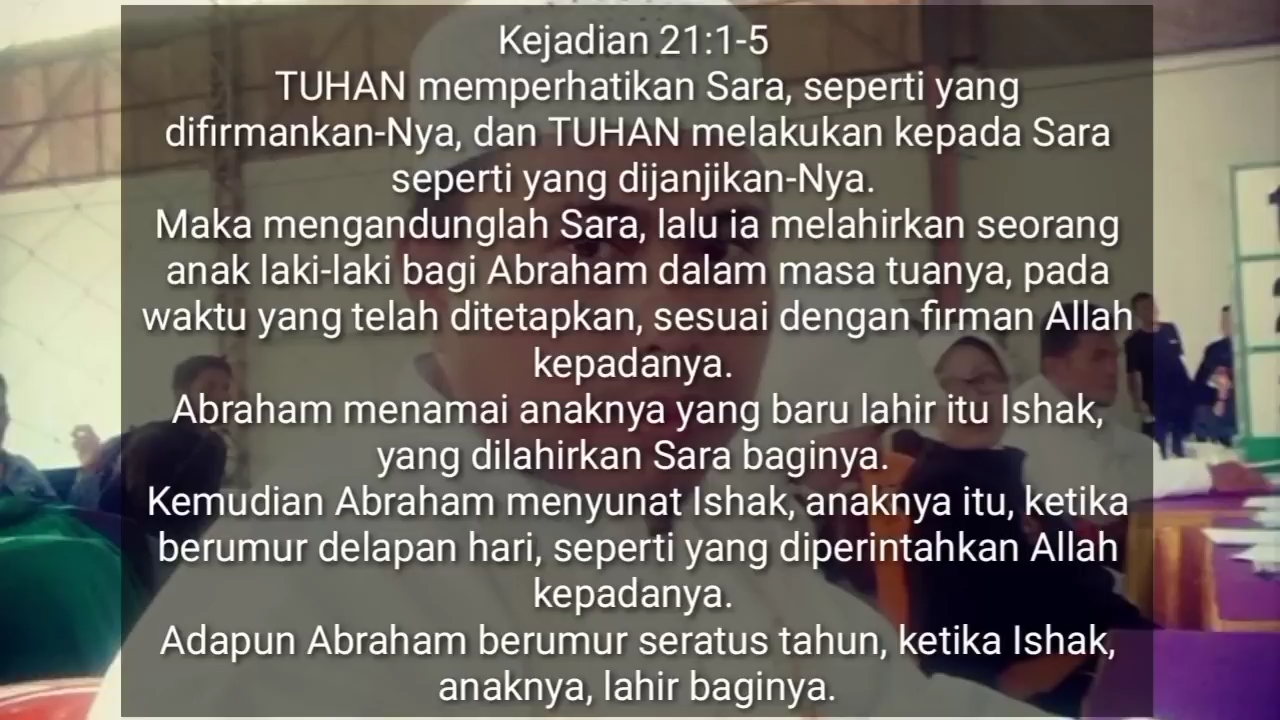 Kejadian 21:1-5
TUHAN memperhatikan Sara, seperti yang
difirmankan-Nya, dan TUHAN melakukan kepada Sara
seperti yang dijanjikan-Nya.
Maka mengandunglah Sara, lalu ia melahirkan seorang
anak laki-laki bagi Abraham dalam masa tuanya, pada
waktu yang telah ditetapkan, sesuai dengan firman Allah
kepadanya.
Abraham menamai anaknya yang baru lahir itu Ishak,
yang dilahirkan Sara baginya.
Kemudian Abraham menyunat Ishak, anaknya itu, ketika
berumur delapan hari, seperti yang diperintahkan Allah
kepadanya.
Adapun Abraham berumur seratus tahun, ketika Ishak,
anaknya, lahir baginya.